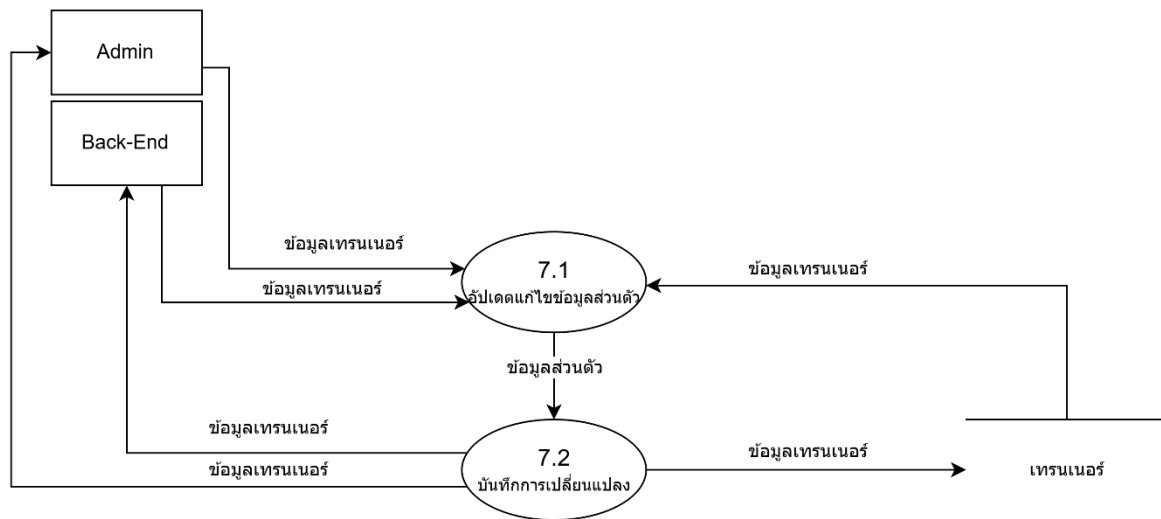 Admin
Back-End
ข้อมูลเทรนเนอร์
ข้อมูลเทรนเนอร์
7.1
อัปเดตแก้ไขข้อมูลส่วนตัว
ข้อมูลเทรนเนอร์
ข้อมูลส่วนตัว
ข้อมูลเทรนเนอร์
ข้อมูลเทรนเนอร์
7.2
บันทึกการเปลี่ยนแปลง
ข้อมูลเทรนเนอร์
เทรนเนอร์